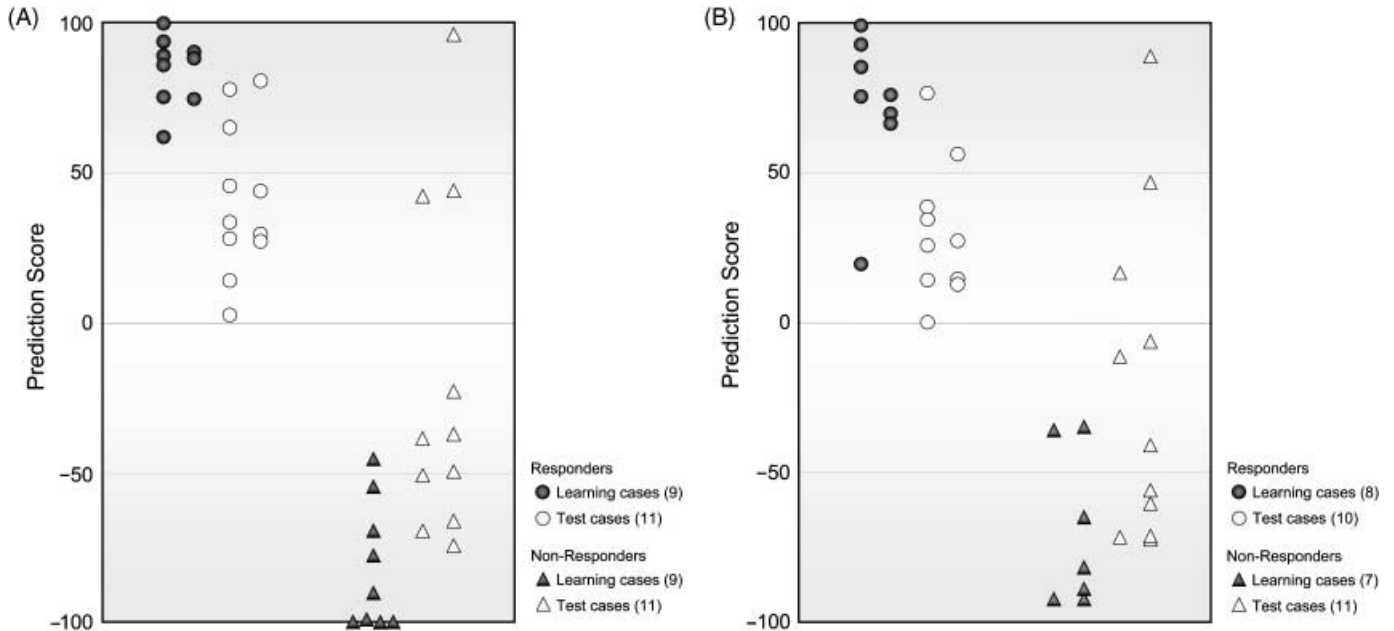 (A)
100
50
0
−50
−100
Prediction Score
Responders
Learning cases (9)
Test cases (11)
Non-Responders
Learning cases (9)
Test cases (11)
(B)
100
50
0
−50
−100
Prediction Score
Responders
Learning cases (8)
Test cases (10)
Non-Responders
Learning cases (7)
Test cases (11)